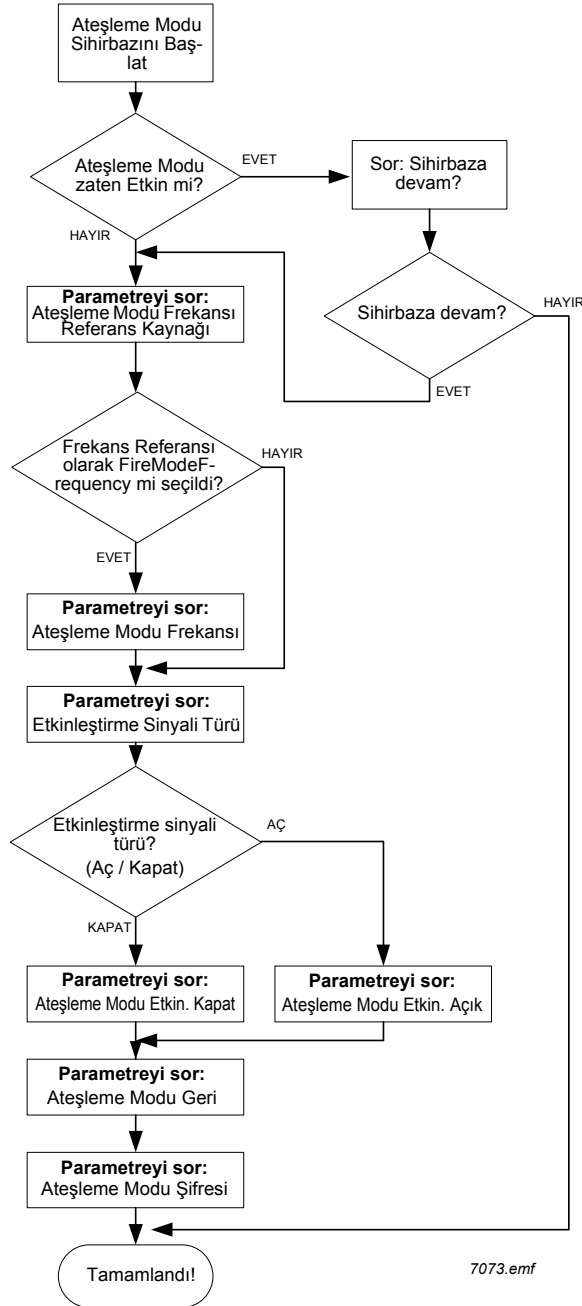 Ateşleme Modu
Sihirbazını Baş-
lat
Ateşleme Modu
zaten Etkin mi?
EVET
Sor: Sihirbaza
devam?
HAYIR
Sihirbaza devam?
HAYIR
EVET
Parametreyi sor:
Ateşleme Modu Frekansı
Referans Kaynağı
Frekans Referansı
olarak FireModeF-
requency mi seçildi?
HAYIR
EVET
Parametreyi sor:
Ateşleme Modu Frekansı
Parametreyi sor:
Etkinleştirme Sinyali Türü
Etkinleştirme sinyali
türü?
(Aç / Kapat)
AÇ
KAPAT
Parametreyi sor:
Ateşleme Modu Etkin. Kapat
Parametreyi sor:
Ateşleme Modu Etkin. Açık
Parametreyi sor:
Ateşleme Modu Geri
Parametreyi sor:
Ateşleme Modu Şifresi
Tamamlandı!
7073.emf